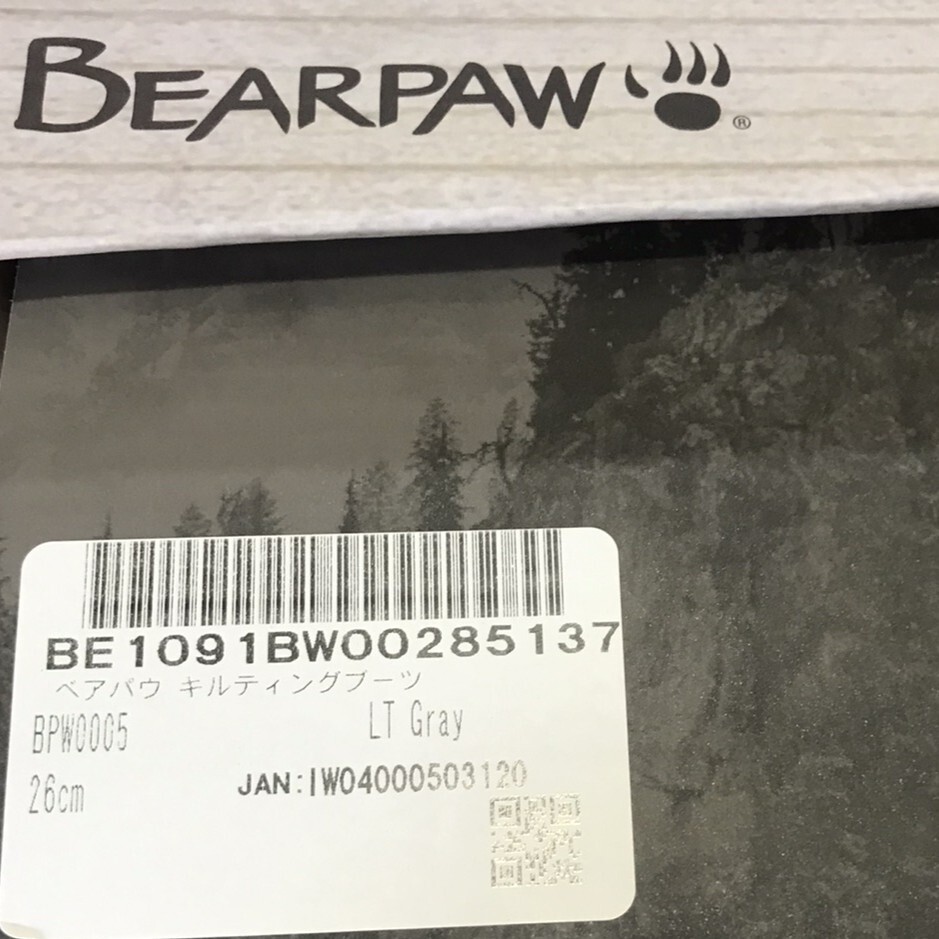 BEARPAW®
BE1091BW00285137
ベアパウ キルティングブーツ
BPW0005 LT Gray
26cm JAN:IW04000503120